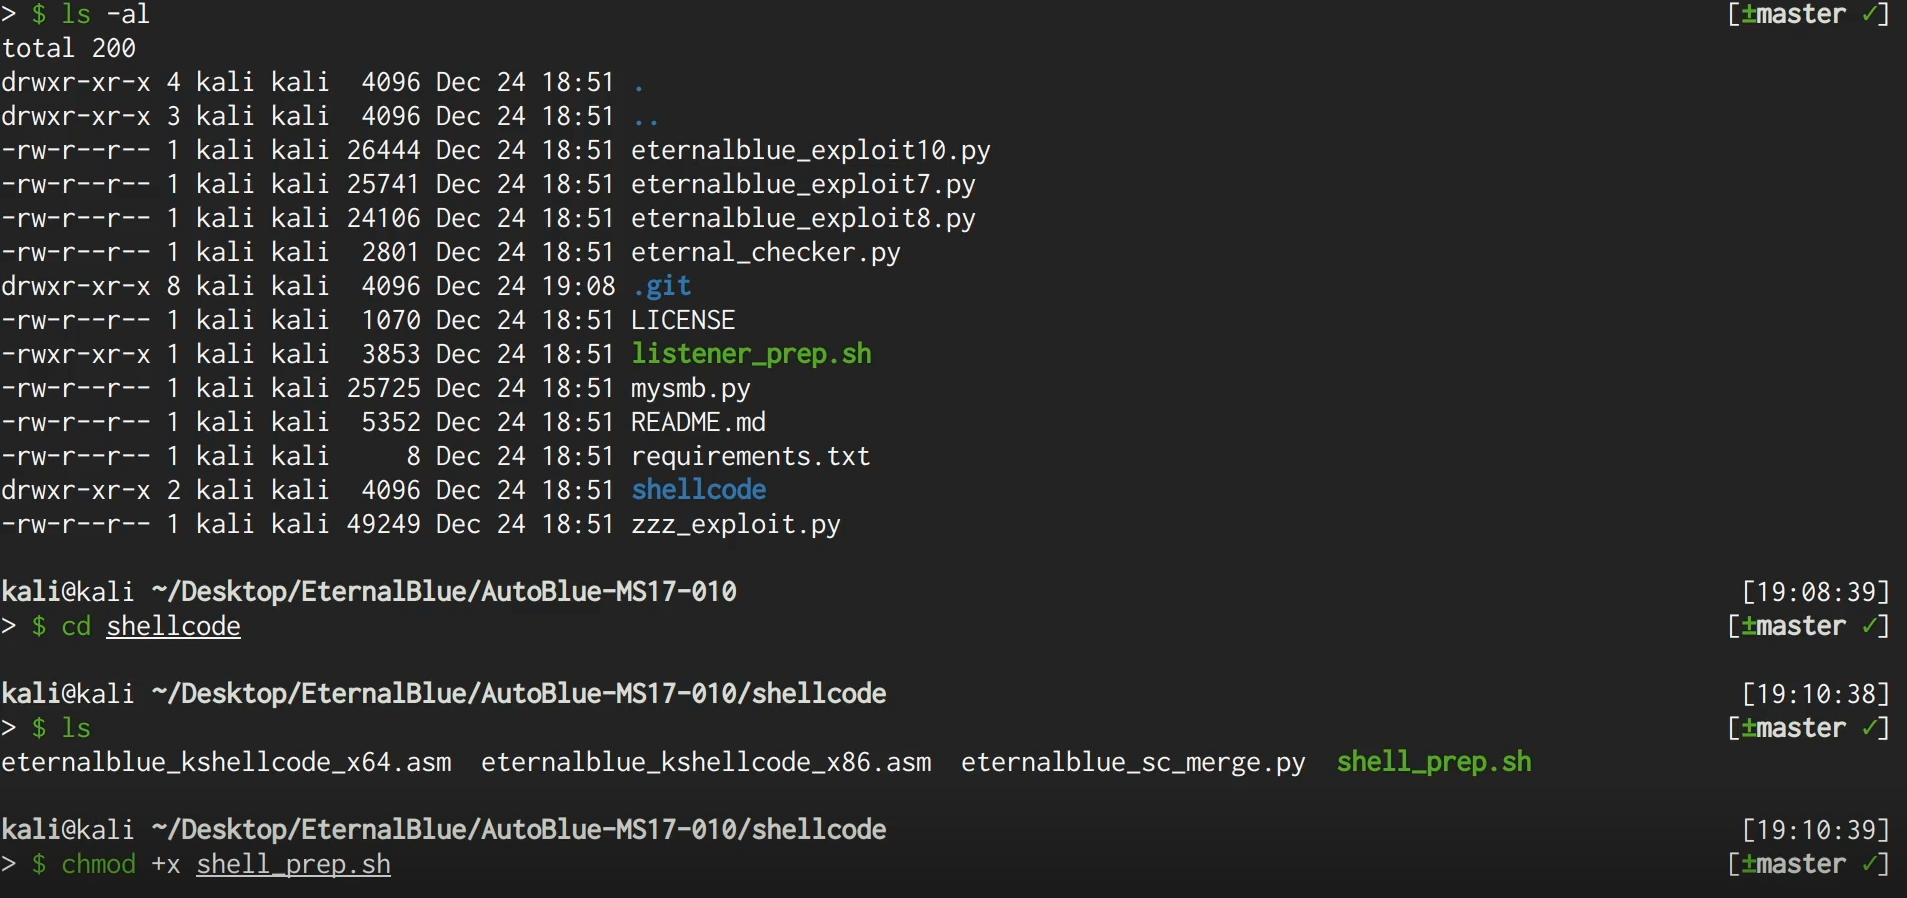 > $ ls -al [±master ✓]
total 200
drwxr-xr-x 4 kali kali  4096 Dec 24 18:51 .
drwxr-xr-x 3 kali kali  4096 Dec 24 18:51 ..
-rw-r--r-- 1 kali kali 26444 Dec 24 18:51 eternalblue_exploit10.py
-rw-r--r-- 1 kali kali 25741 Dec 24 18:51 eternalblue_exploit7.py
-rw-r--r-- 1 kali kali 24106 Dec 24 18:51 eternalblue_exploit8.py
-rw-r--r-- 1 kali kali  2801 Dec 24 18:51 eternal_checker.py
drwxr-xr-x 8 kali kali  4096 Dec 24 19:08 .git
-rw-r--r-- 1 kali kali  1070 Dec 24 18:51 LICENSE
-rwxr-xr-x 1 kali kali  3853 Dec 24 18:51 listener_prep.sh
-rw-r--r-- 1 kali kali 25725 Dec 24 18:51 mysmb.py
-rw-r--r-- 1 kali kali  5352 Dec 24 18:51 README.md
-rw-r--r-- 1 kali kali     8 Dec 24 18:51 requirements.txt
drwxr-xr-x 2 kali kali  4096 Dec 24 18:51 shellcode
-rw-r--r-- 1 kali kali 49249 Dec 24 18:51 zzz_exploit.py
kali@kali ~/Desktop/EternalBlue/AutoBlue-MS17-010 [19:08:39]
> $ cd shellcode [±master ✓]
kali@kali ~/Desktop/EternalBlue/AutoBlue-MS17-010/shellcode [19:10:38]
> $ ls [±master ✓]
eternalblue_kshellcode_x64.asm  eternalblue_kshellcode_x86.asm  eternalblue_sc_merge.py  shell_prep.sh
kali@kali ~/Desktop/EternalBlue/AutoBlue-MS17-010/shellcode [19:10:39]
> $ chmod +x shell_prep.sh [±master ✓]